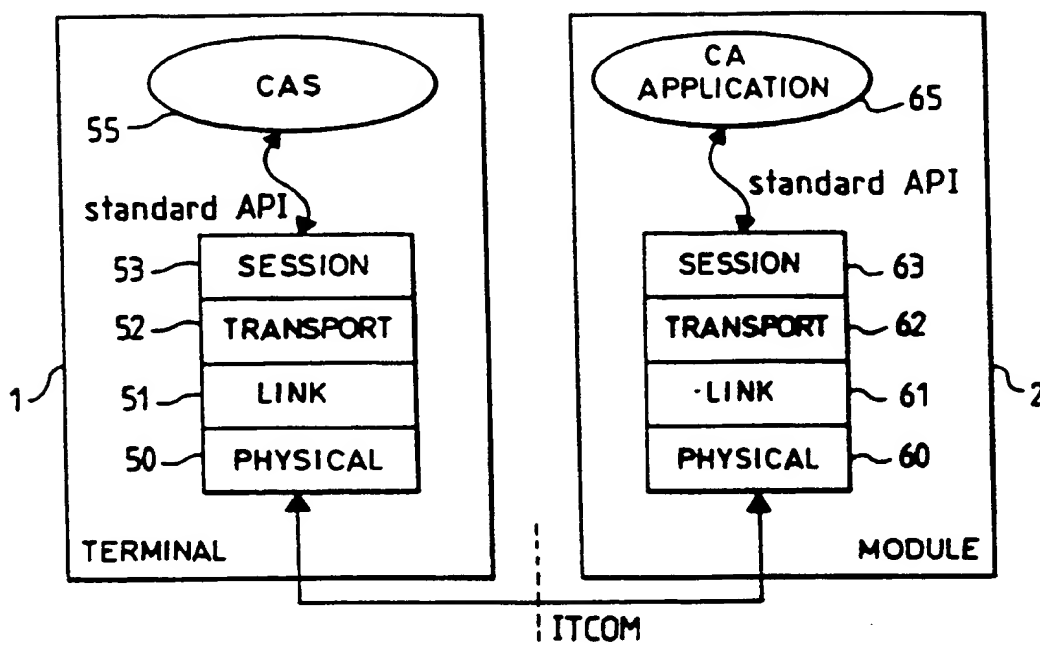 CAS
55
standard API
53
SESSION
52
TRANSPORT
1
51
LINK
50
PHYSICAL
TERMINAL
CA
APPLICATION
65
standard API
SESSION
63
TRANSPORT
62
LINK
61
2
PHYSICAL
60
MODULE
ITCOM